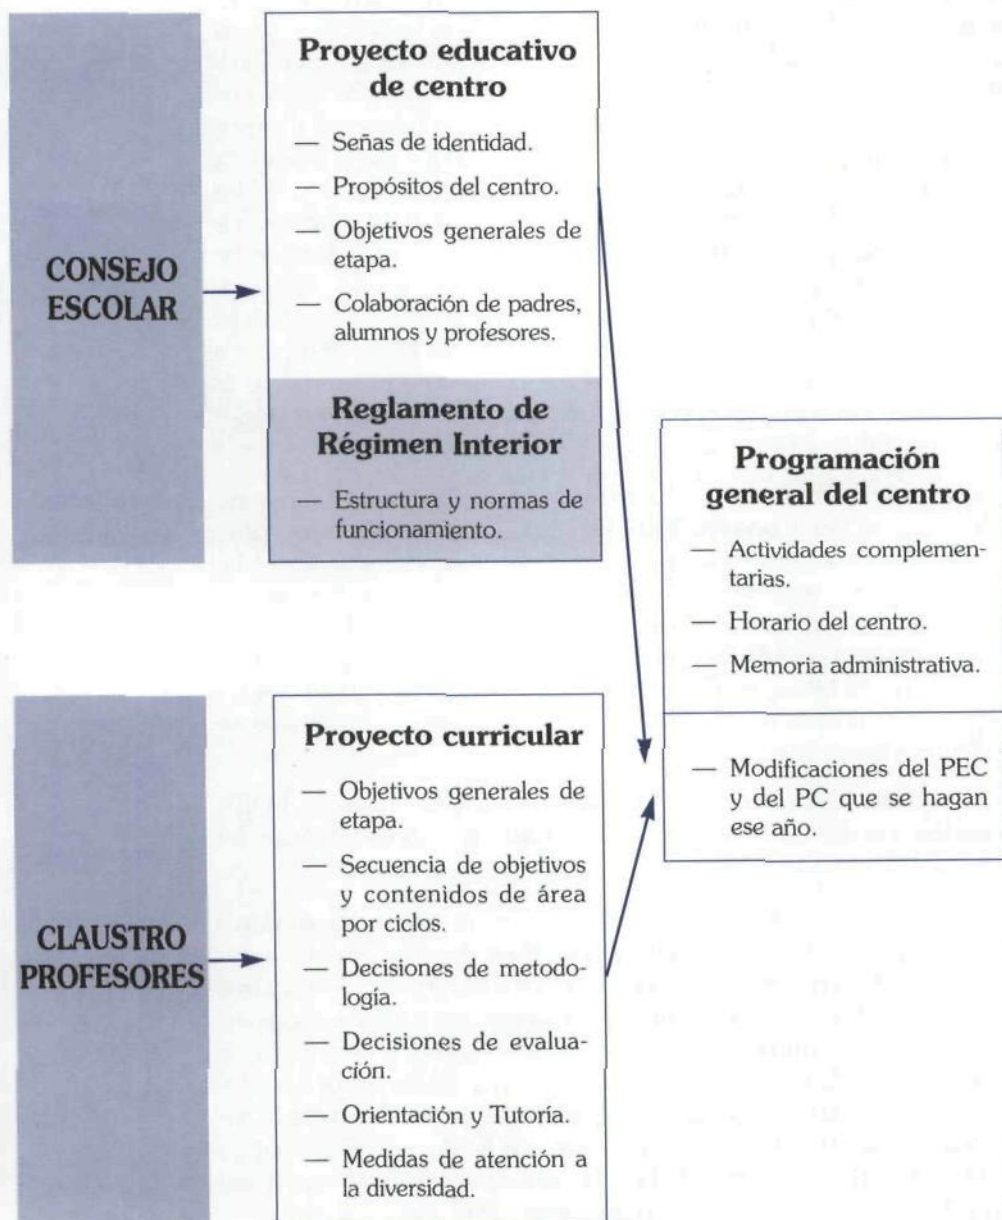 CONSEJO
ESCOLAR
Proyecto educativo
de centro
— Señas de identidad.
— Propósitos del centro.
— Objetivos generales de
etapa.
— Colaboración de padres,
alumnos y profesores.
Reglamento de
Régimen Interior
— Estructura y normas de
funcionamiento.
Programación
general del centro
— Actividades complemen-
tarias.
— Horario del centro.
— Memoria administrativa.
— Modificaciones del PEC
y del PC que se hagan
ese año.
CLAUSTRO
PROFESORES
Proyecto curricular
— Objetivos generales de
etapa.
— Secuencia de objetivos
y contenidos de área
por ciclos.
— Decisiones de metodo-
logía.
— Decisiones de evalua-
ción.
— Orientación y Tutoría.
— Medidas de atención a
la diversidad.